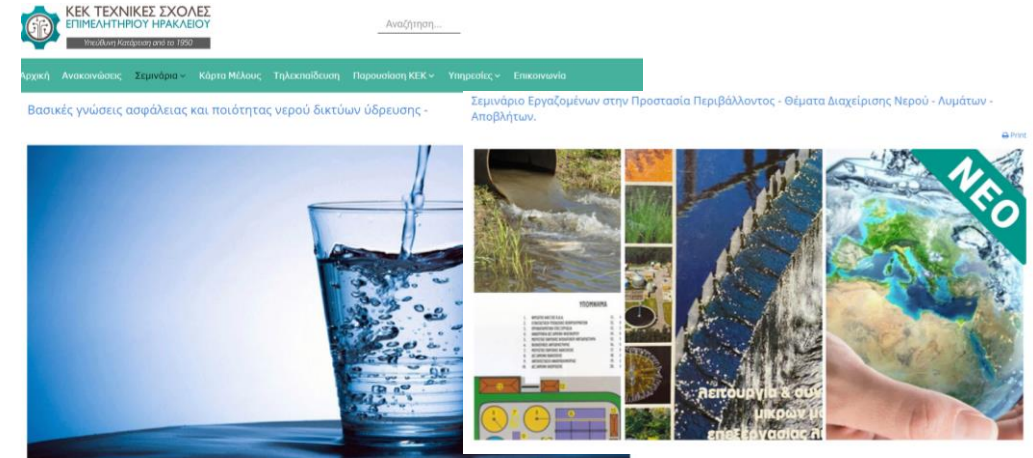 ΚΕΚ ΤΕΧΝΙΚΕΣ ΣΧΟΛΕΣ
ΕΠΙΜΕΛΗΤΗΡΙΟΥ ΗΡΑΚΛΕΙΟΥ
Υπεύθυνη Κατάρτιση από το 1950
Αναζήτηση...
Αρχική Ανακοινώσεις Σεμινάρια Κάρτα Μέλους Τηλεκπαίδευση Παρουσίαση ΚΕΚ Υπηρεσίες Επικοινωνία
Βασικές γνώσεις ασφάλειας και ποιότητας νερού δικτύων ύδρευσης -
Σεμινάριο Εργαζομένων στην Προστασία Περιβάλλοντος - Θέματα Διαχείρισης Νερού - Λυμάτων -
Αποβλήτων.
Print
ΝΕΟ
ΥΠΟΜΝΗΜΑ
λειτουργία & συν
μικρών μο
επεξεργασίας λ